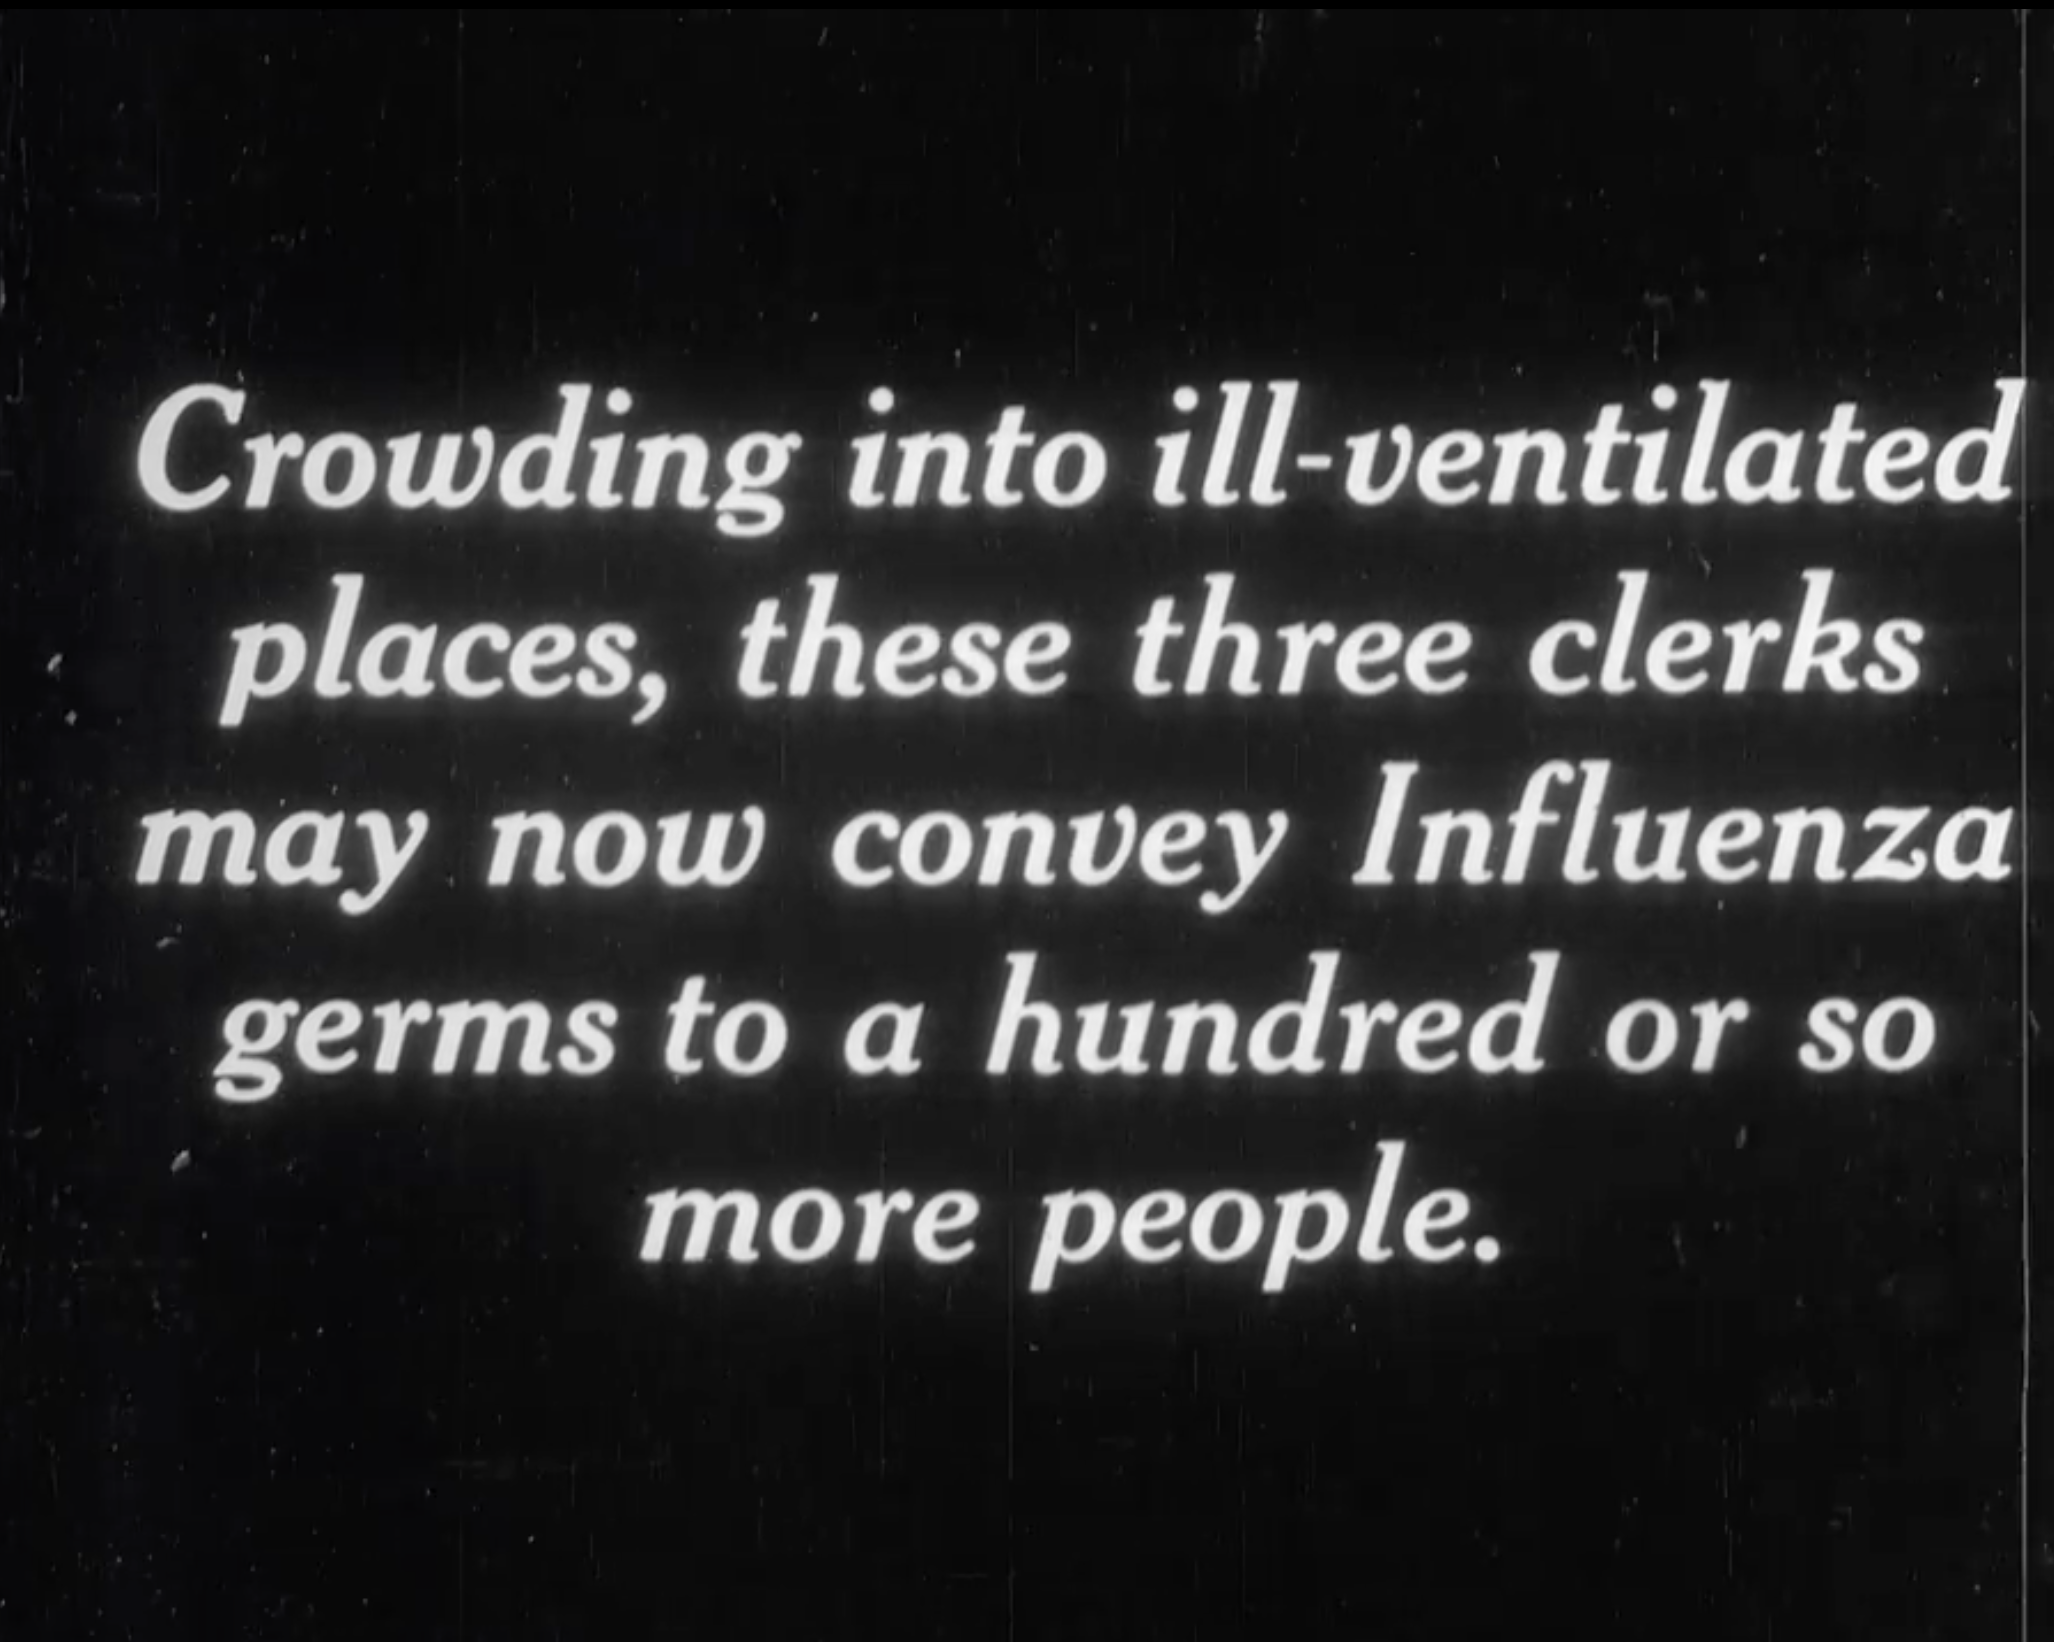 Crowding into ill-ventilated
places, these three clerks
may now convey Influenza
germs to a hundred or so
more people.